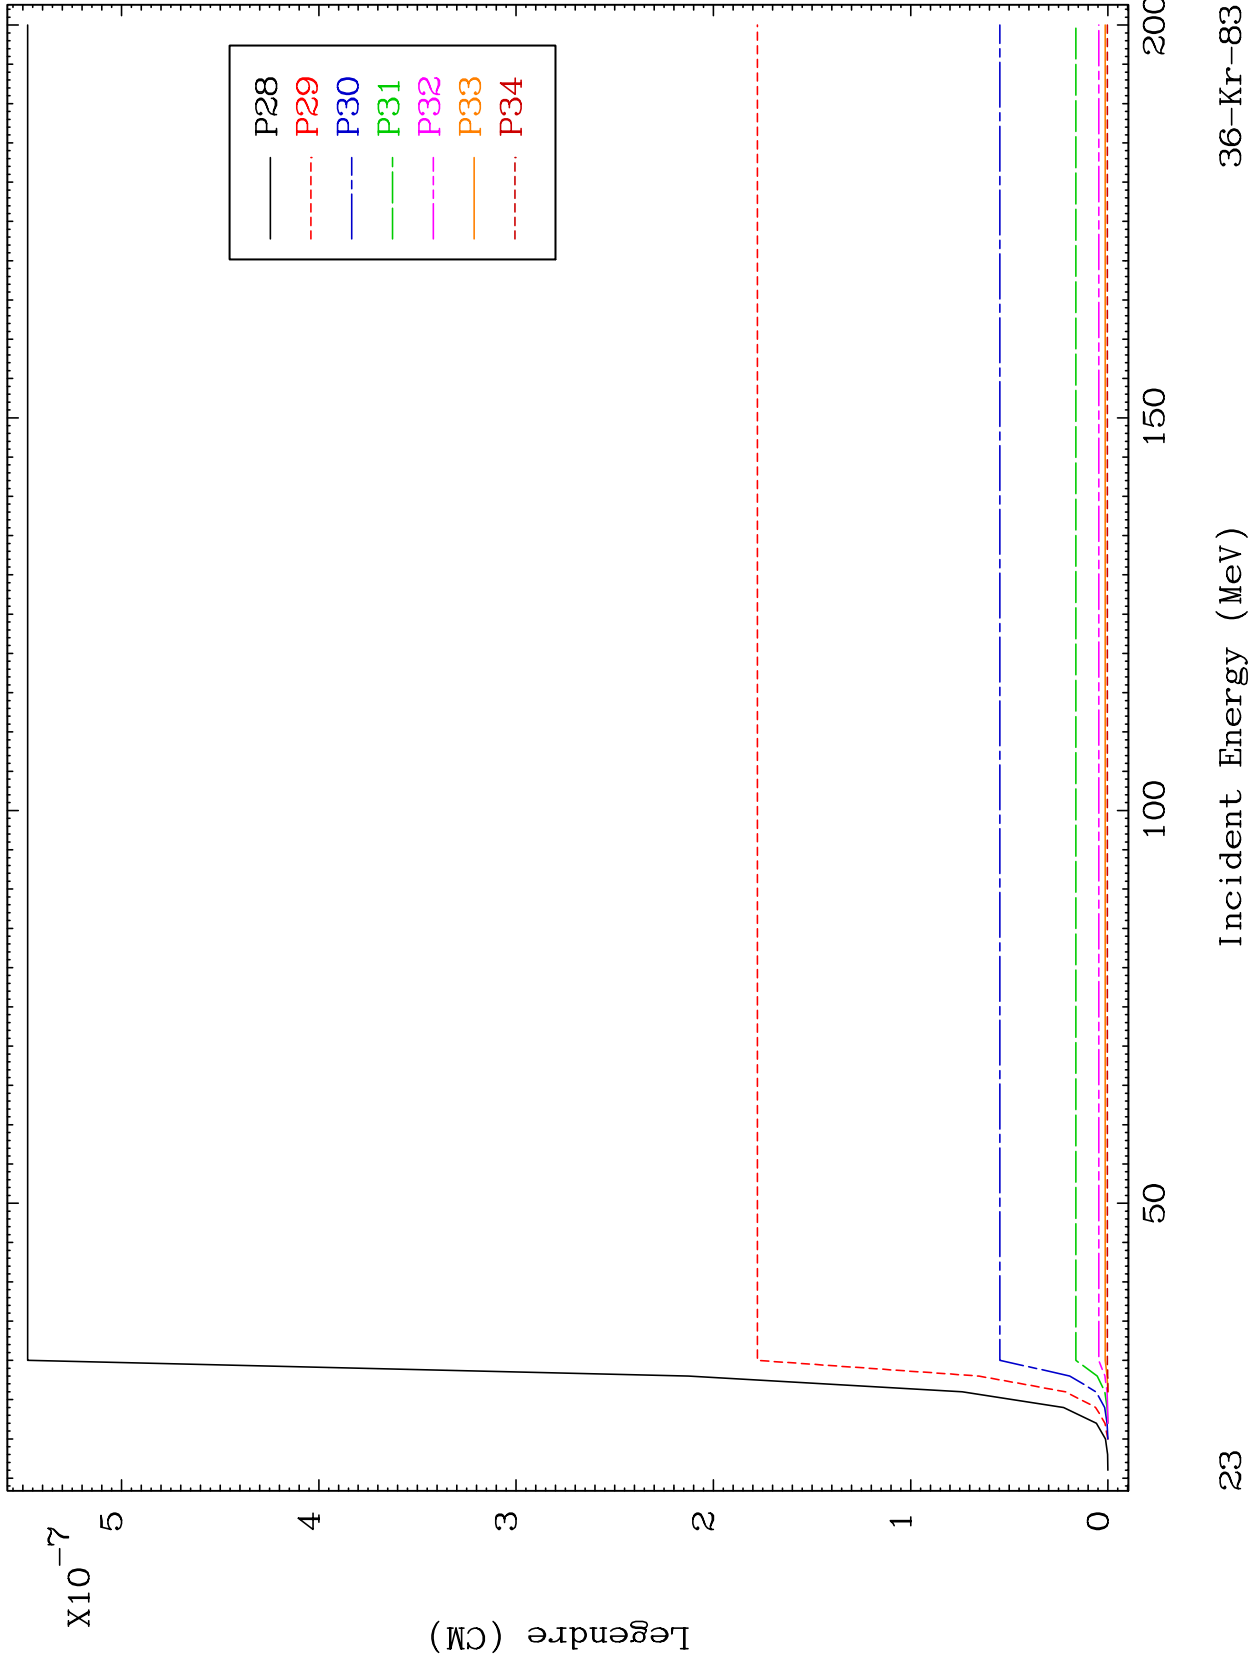 X10
-7
5
4
3
2
1
0
Legendre (CM)
P28
P29
P30
P31
P32
P33
P34
50
100
150
200
Incident Energy (MeV)
23
36-Kr-83